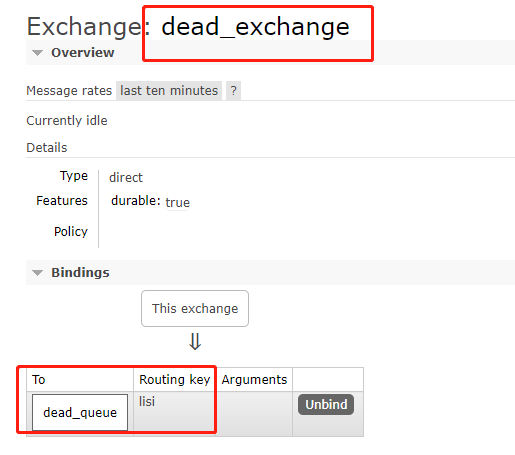 Exchange: dead_exchange
Overview
Message rates last ten minutes ?
Currently idle
Details
Type direct
Features durable: true
Policy
Bindings
This exchange
⇓
To Routing key Arguments
dead_queue lisi Unbind